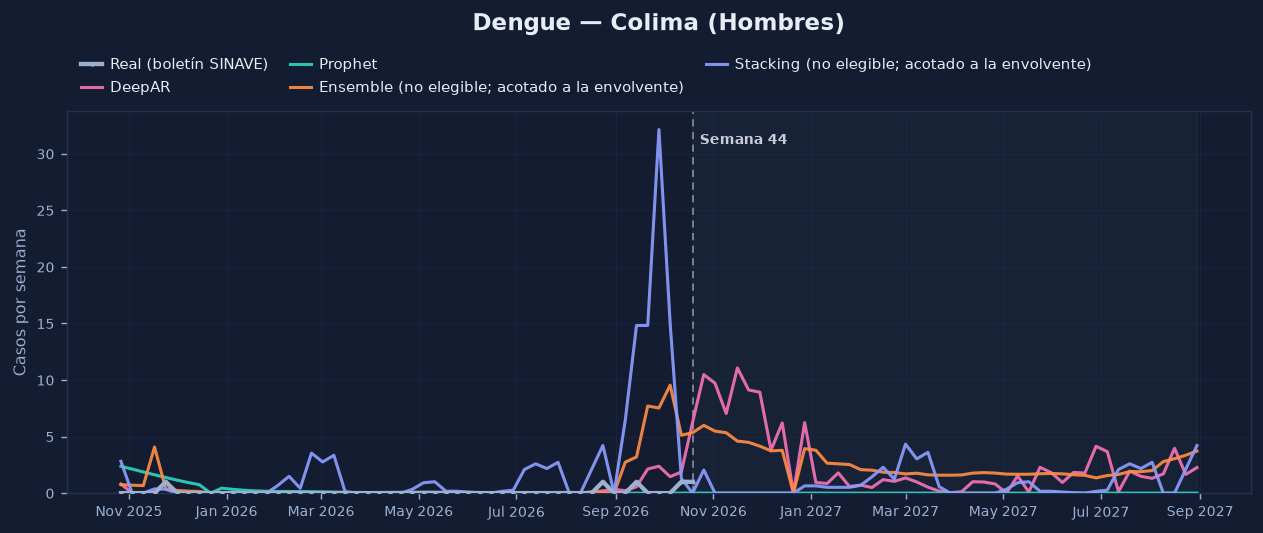 Dengue — Colima (Hombres)
Real (boletín SINAVE)
Prophet
Stacking (no elegible; acotado a la envolvente)
DeepAR
Ensemble (no elegible; acotado a la envolvente)
Semana 44
Casos por semana
30
25
20
15
10
5
0
Nov 2025
Jan 2026
Mar 2026
May 2026
Jul 2026
Sep 2026
Nov 2026
Jan 2027
Mar 2027
May 2027
Jul 2027
Sep 2027